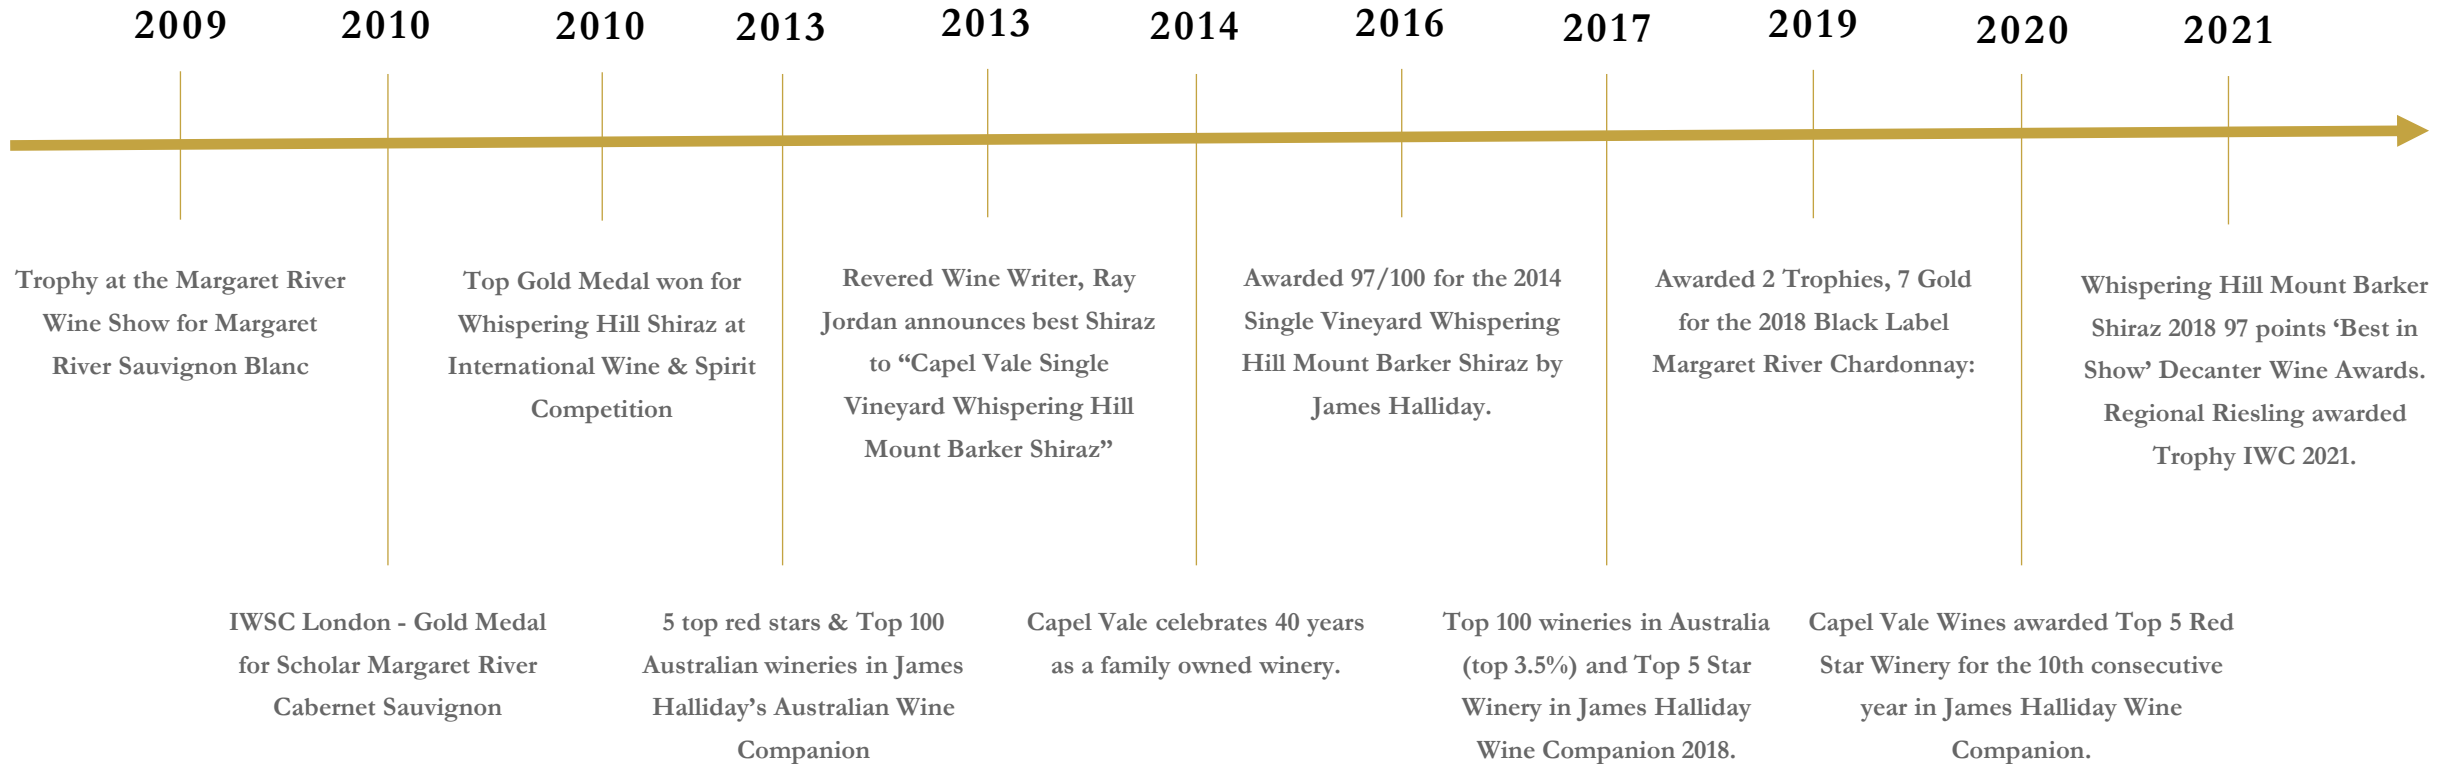 2009
2010
2010
2013
2013
2014
2016
2017
2019
2020
2021
Trophy at the Margaret River
Wine Show for Margaret
River Sauvignon Blanc
IWSC London - Gold Medal
for Scholar Margaret River
Cabernet Sauvignon
Top Gold Medal won for
Whispering Hill Shiraz at
International Wine & Spirit
Competition
5 top red stars & Top 100
Australian wineries in James
Halliday’s Australian Wine
Companion
Revered Wine Writer, Ray
Jordan announces best Shiraz
to “Capel Vale Single
Vineyard Whispering Hill
Mount Barker Shiraz”
Capel Vale celebrates 40 years
as a family owned winery.
Awarded 97/100 for the 2014
Single Vineyard Whispering
Hill Mount Barker Shiraz by
James Halliday.
Top 100 wineries in Australia
(top 3.5%) and Top 5 Star
Winery in James Halliday
Wine Companion 2018.
Awarded 2 Trophies, 7 Gold
for the 2018 Black Label
Margaret River Chardonnay:
Capel Vale Wines awarded Top 5 Red
Star Winery for the 10th consecutive
year in James Halliday Wine
Companion.
Whispering Hill Mount Barker
Shiraz 2018 97 points ‘Best in
Show’ Decanter Wine Awards.
Regional Riesling awarded
Trophy IWC 2021.